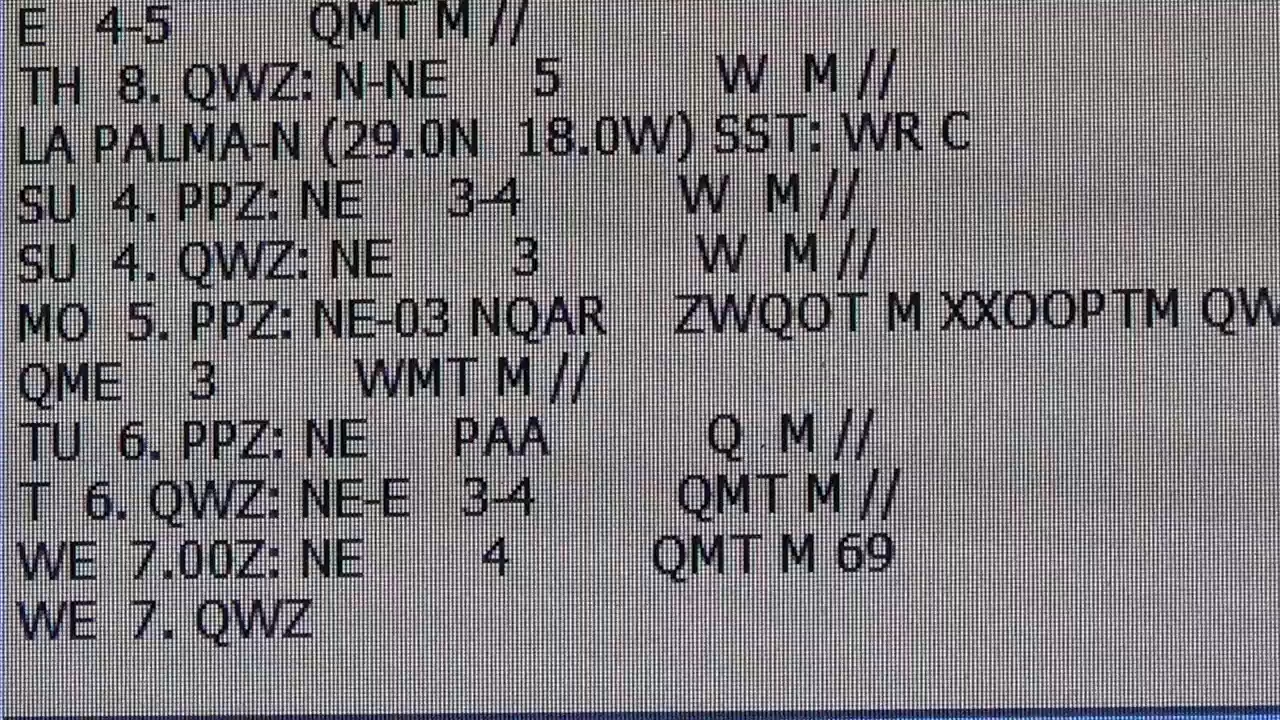 E 4-5 QMT M //
TH 8. QWZ: N-NE 5 W M //
LA PALMA-N (29.0N 18.0W) SST: WR C
SU 4. PPZ: NE 3-4 W M //
SU 4. QWZ: NE 3 W M //
MO 5. PPZ: NE-03 NQAR ZWQOT M XXOOPTM QW
QME 3 WMT M //
TU 6. PPZ: NE PAA Q M //
T 6. QWZ: NE-E 3-4 QMT M //
WE 7.00Z: NE 4 QMT M 69
WE 7. QWZ